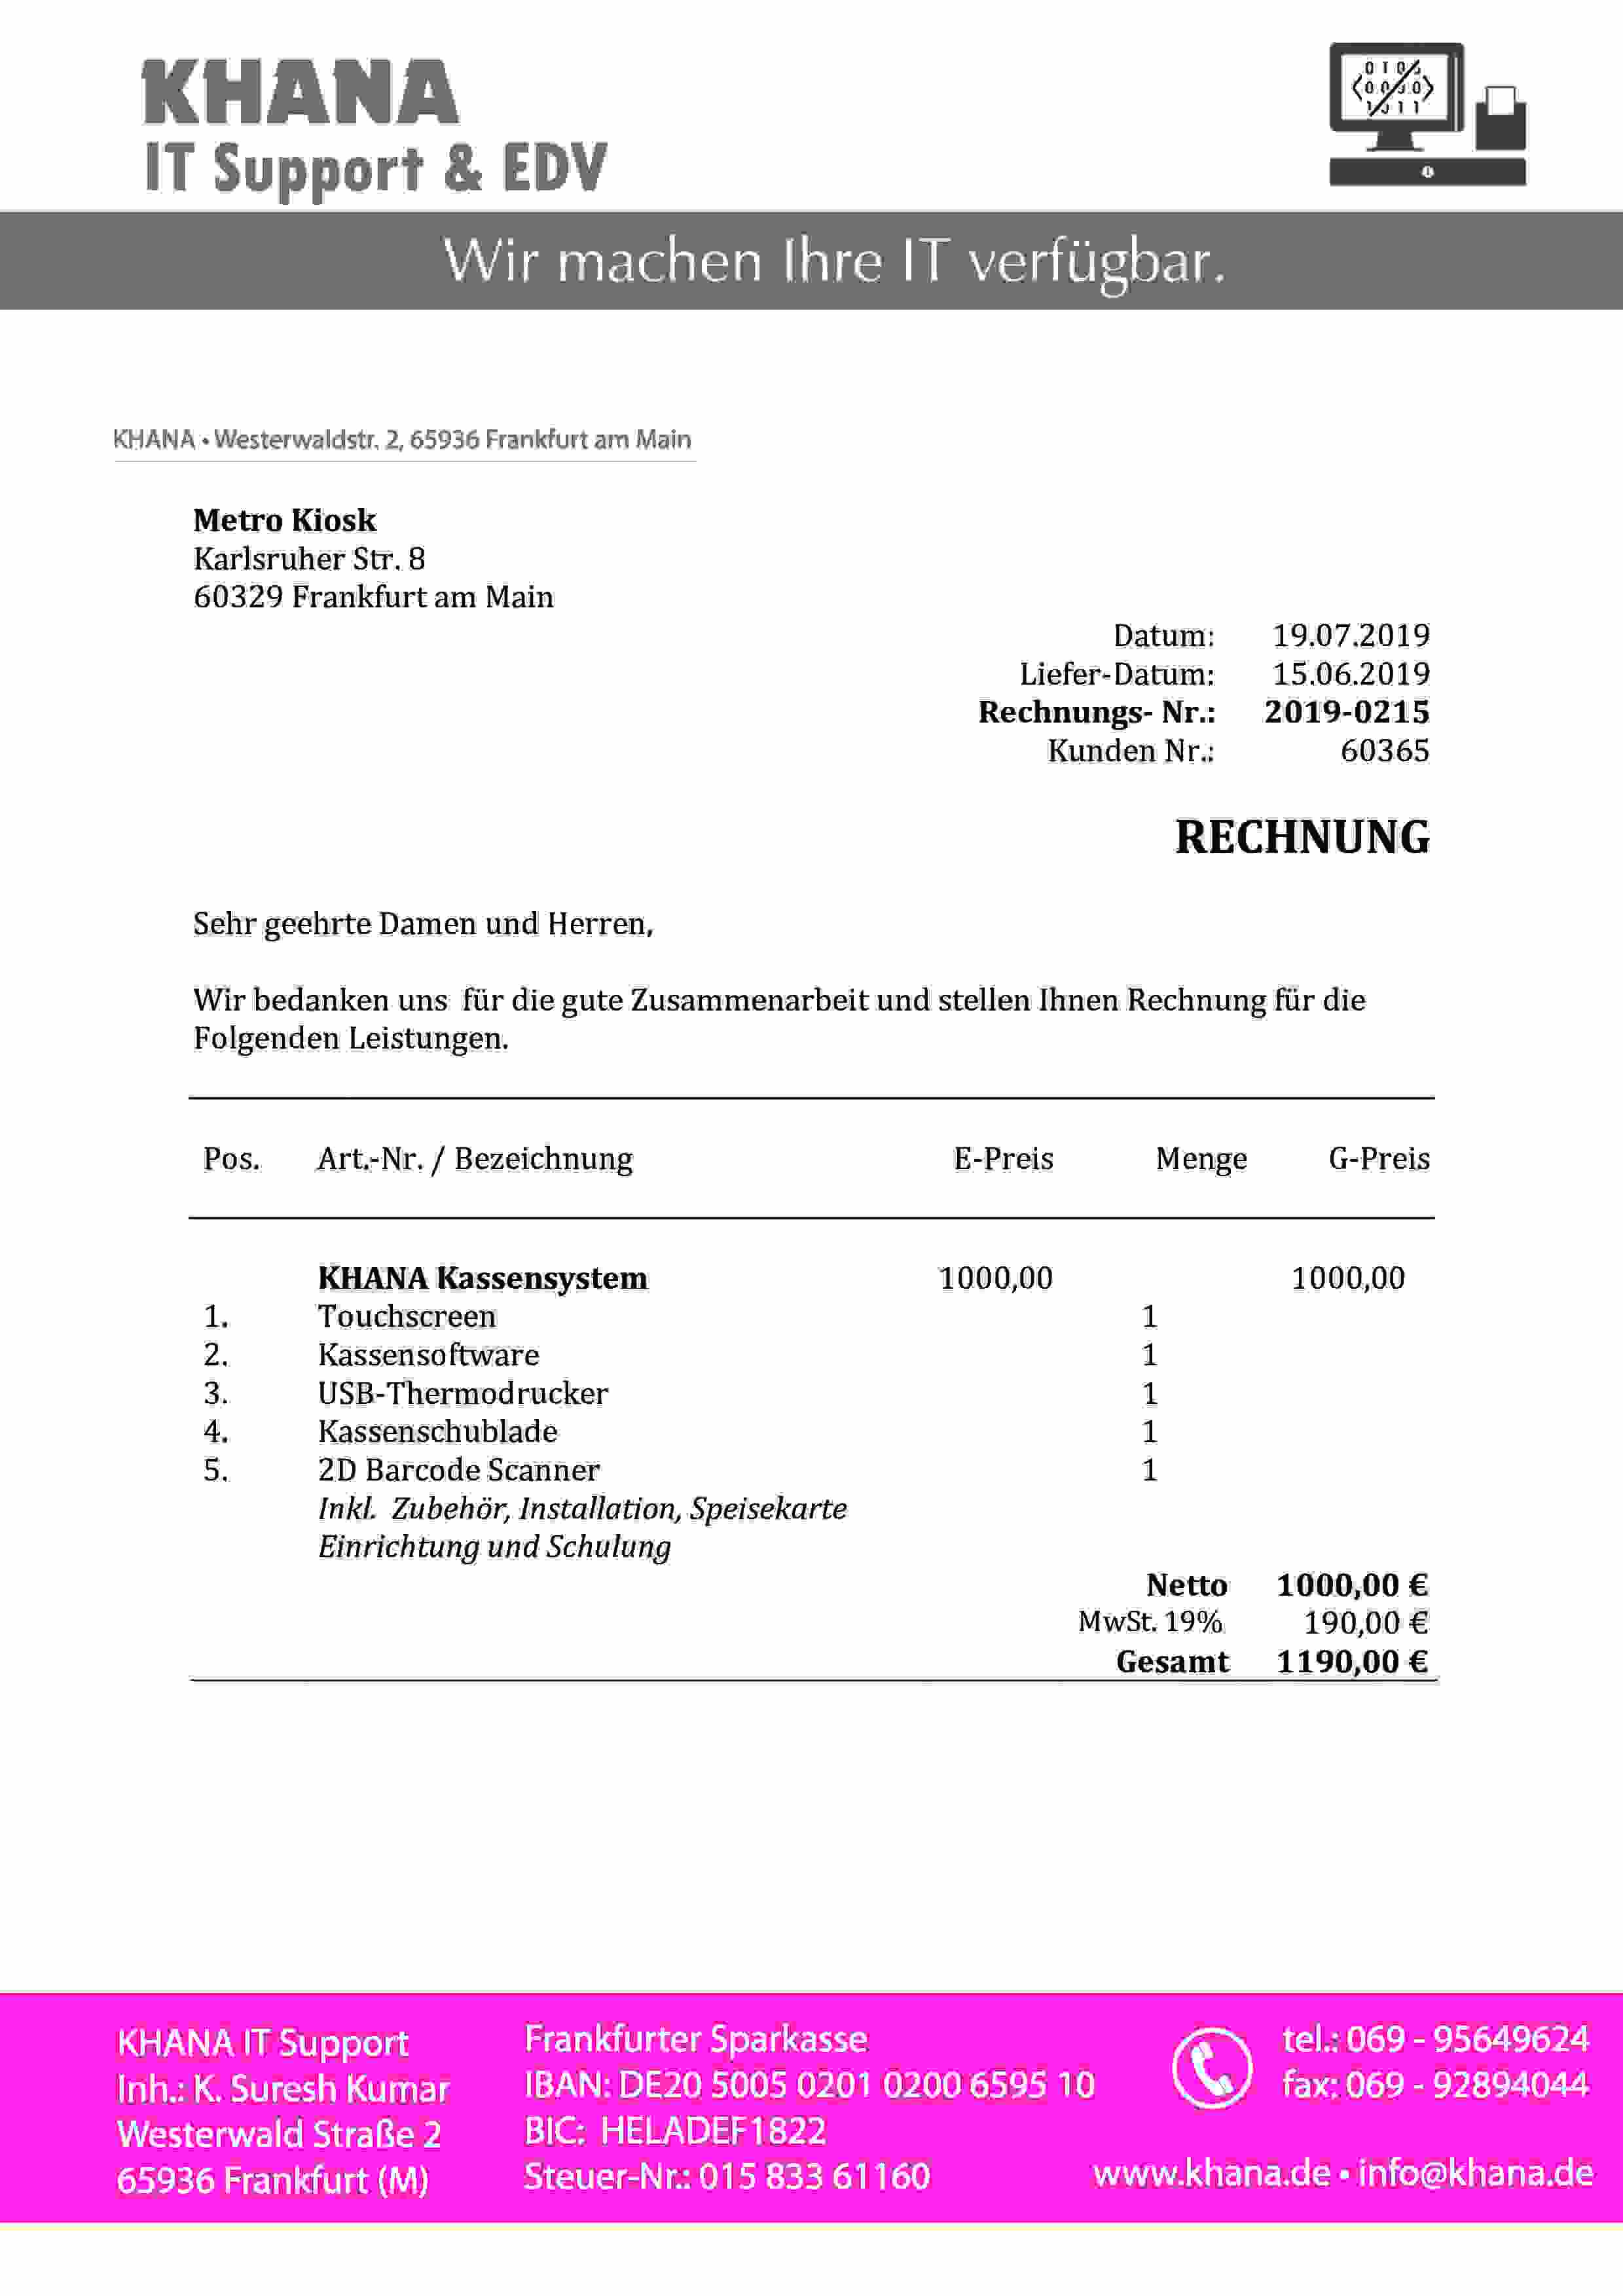 KHANA
IT Support & EDV
Wir machen Ihre IT verfügbar.
KHANA • Westerwaldstr. 2, 65936 Frankfurt am Main
Metro Kiosk
Karlsruher Str. 8
60329 Frankfurt am Main
Datum: 19.07.2019
Liefer-Datum: 15.06.2019
Rechnungs- Nr.: 2019-0215
Kunden Nr.: 60365
RECHNUNG
Sehr geehrte Damen und Herren,
Wir bedanken uns für die gute Zusammenarbeit und stellen Ihnen Rechnung für die
Folgenden Leistungen.
Pos. Art.-Nr. / Bezeichnung E-Preis Menge G-Preis
KHANA Kassensystem 1000,00 1000,00
1. Touchscreen 1
2. Kassensoftware 1
3. USB-Thermodrucker 1
4. Kassenschublade 1
5. 2D Barcode Scanner 1
Inkl. Zubehör, Installation, Speisekarte
Einrichtung und Schulung
Netto 1000,00 €
MwSt. 19% 190,00 €
Gesamt 1190,00 €
KHANA IT Support
Inh.: K. Suresh Kumar
Westerwald Straße 2
65936 Frankfurt (M)
Frankfurter Sparkasse
IBAN: DE20 5005 0201 0200 6595 10
BIC: HELADEF1822
Steuer-Nr.: 015 833 61160
tel.: 069 - 95649624
fax: 069 - 92894044
www.khana.de • info@khana.de